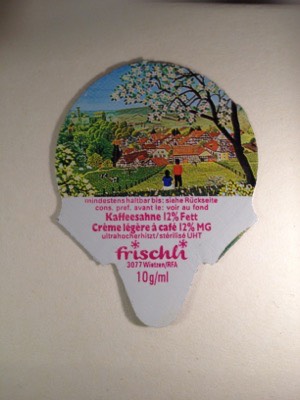 mindestens haltbar bis: siehe Rückseite
cons. pref. avant le: voir au fond
Kaffeesahne 12% Fett
Crème légère à café 12% MG
ultrahocherhitzt/stérilisé UHT
frischli
3077 Wietzen/RFA
10g/ml